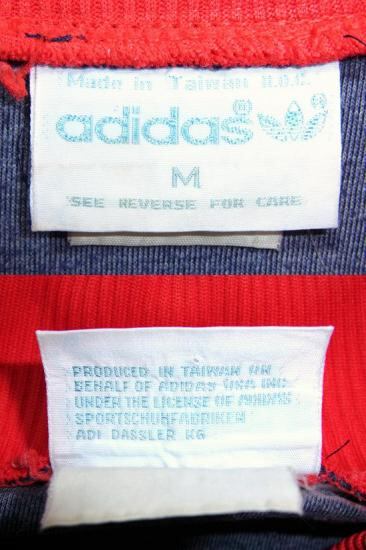 Made in Taiwan R.O.C.
adidas®
M
SEE REVERSE FOR CARE
PRODUCED IN TAIWAN ON
BEHALF OF ADIDAS USA INC.
UNDER THE LICENSE OF ADIDAS
SPORTSCHUHFABRIKEN
ADI DASSLER KG